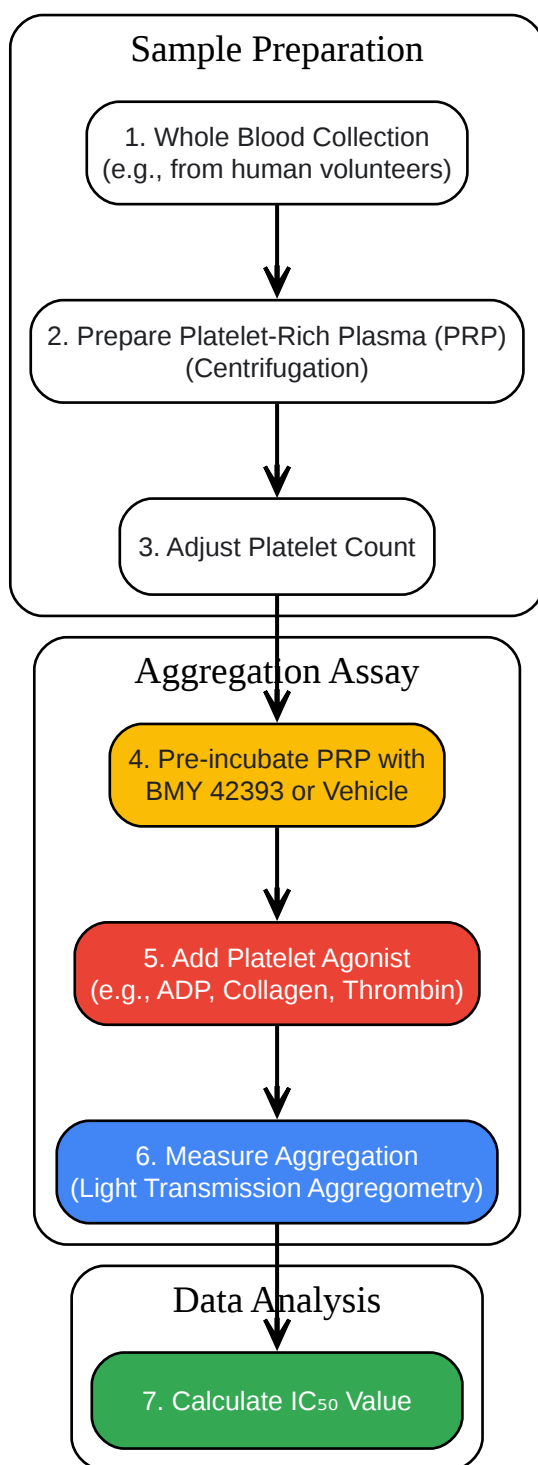 Sample Preparation
1. Whole Blood Collection
(e.g., from human volunteers)
2. Prepare Platelet-Rich Plasma (PRP)
(Centrifugation)
3. Adjust Platelet Count
Aggregation Assay
4. Pre-incubate PRP with
BMY 42393 or Vehicle
5. Add Platelet Agonist
(e.g., ADP, Collagen, Thrombin)
6. Measure Aggregation
(Light Transmission Aggregometry)
Data Analysis
7. Calculate IC₅₀ Value